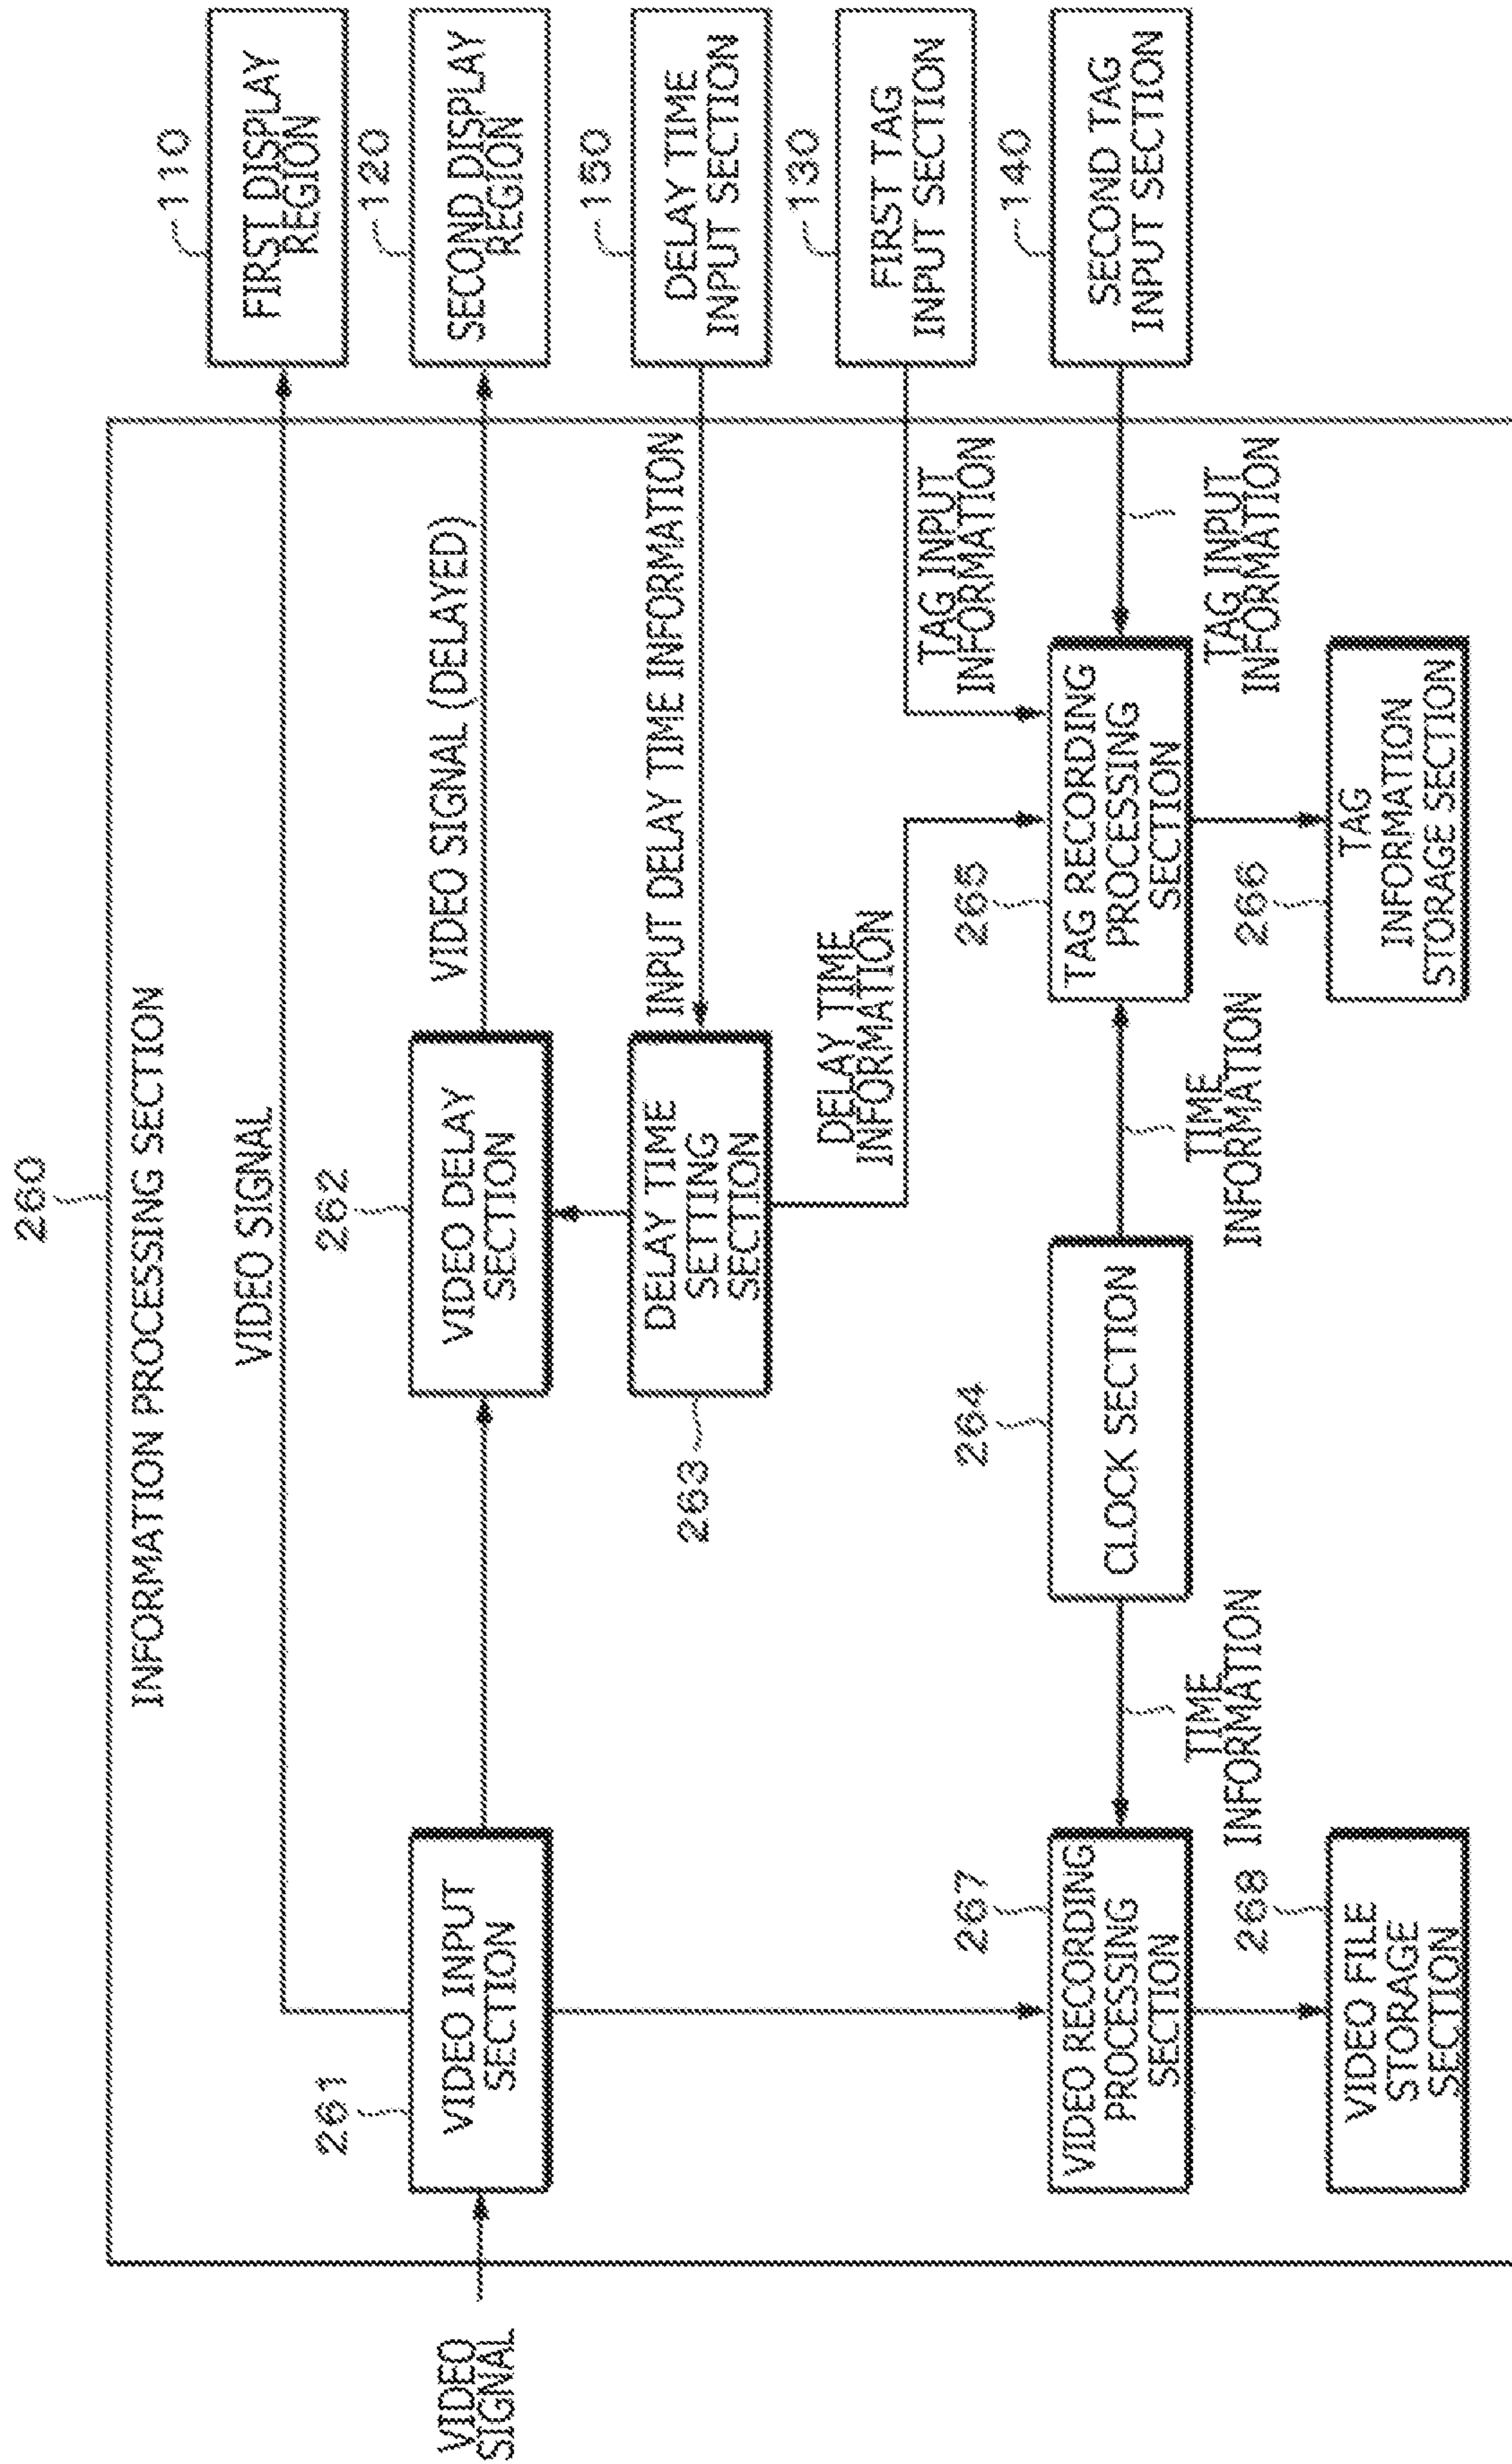 260
INFORMATION PROCESSING SECTION
VIDEO SIGNAL
110
FIRST DISPLAY
REGION
VIDEO
SIGNAL
261
VIDEO INPUT
SECTION
262
VIDEO DELAY
SECTION
VIDEO SIGNAL (DELAYED)
120
SECOND DISPLAY
REGION
263
DELAY TIME
SETTING
SECTION
INPUT DELAY TIME INFORMATION
150
DELAY TIME
INPUT SECTION
DELAY TIME
INFORMATION
130
FIRST TAG
INPUT SECTION
TAG INPUT
INFORMATION
267
VIDEO RECORDING
PROCESSING
SECTION
TIME
INFORMATION
264
CLOCK SECTION
TIME
INFORMATION
265
TAG RECORDING
PROCESSING
SECTION
TAG INPUT
INFORMATION
140
SECOND TAG
INPUT SECTION
268
VIDEO FILE
STORAGE
SECTION
266
TAG
INFORMATION
STORAGE SECTION